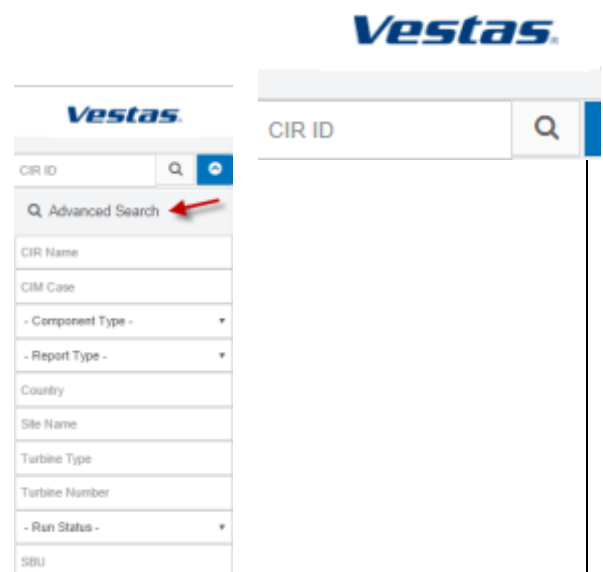 Vestas
CIR ID
Advanced Search
CIR Name
CIM Case
- Component Type -
- Report Type -
Country
Site Name
Turbine Type
Turbine Number
- Run Status -
SBU
Vestas
CIR ID